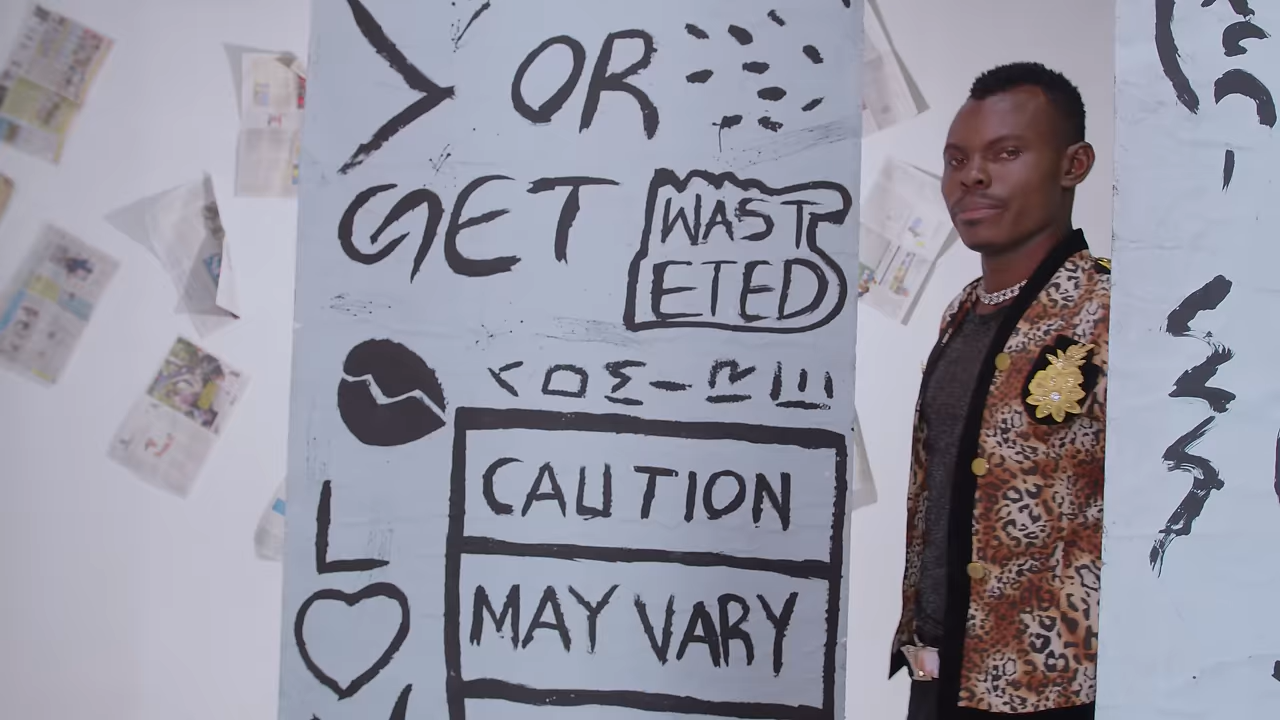 OR
GET WAST
ETED
CAUTION
MAY VARY
L